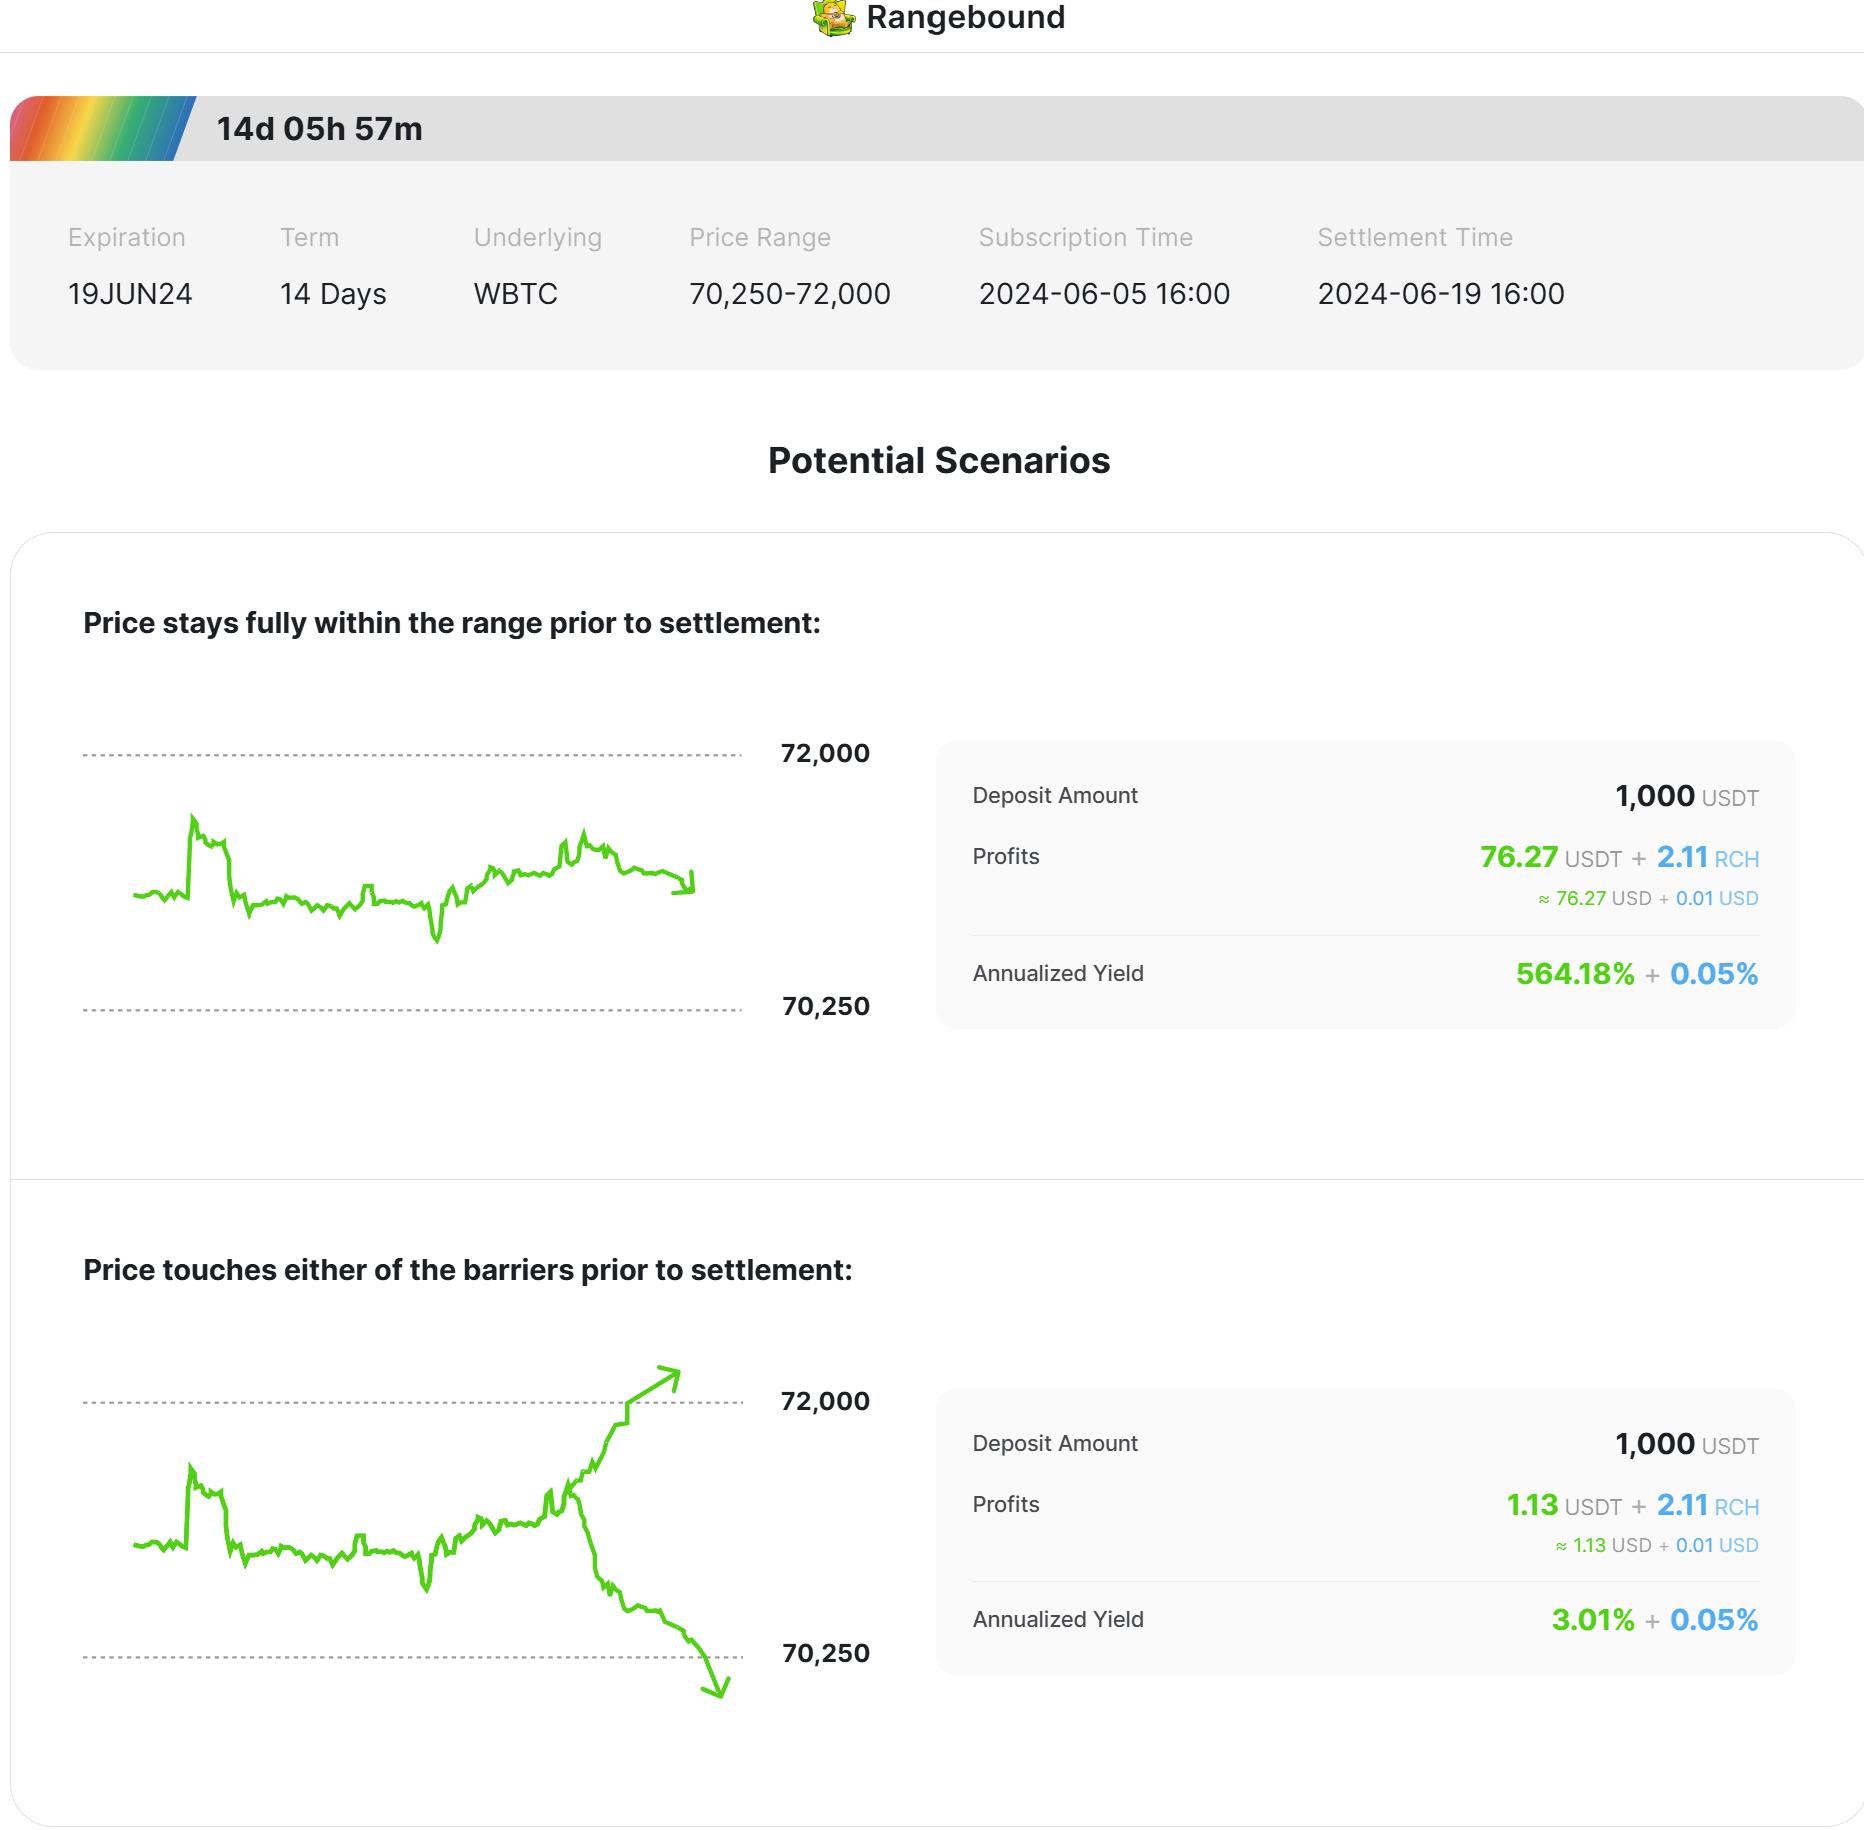 Rangebound
14d 05h 57m
Expiration Term Underlying Price Range Subscription Time Settlement Time
19JUN24 14 Days WBTC 70,250-72,000 2024-06-05 16:00 2024-06-19 16:00
Potential Scenarios
Price stays fully within the range prior to settlement:
72,000
70,250
Deposit Amount 1,000 USDT
Profits 76.27 USDT + 2.11 RCH
≈ 76.27 USD + 0.01 USD
Annualized Yield 564.18% + 0.05%
Price touches either of the barriers prior to settlement:
72,000
70,250
Deposit Amount 1,000 USDT
Profits 1.13 USDT + 2.11 RCH
≈ 1.13 USD + 0.01 USD
Annualized Yield 3.01% + 0.05%